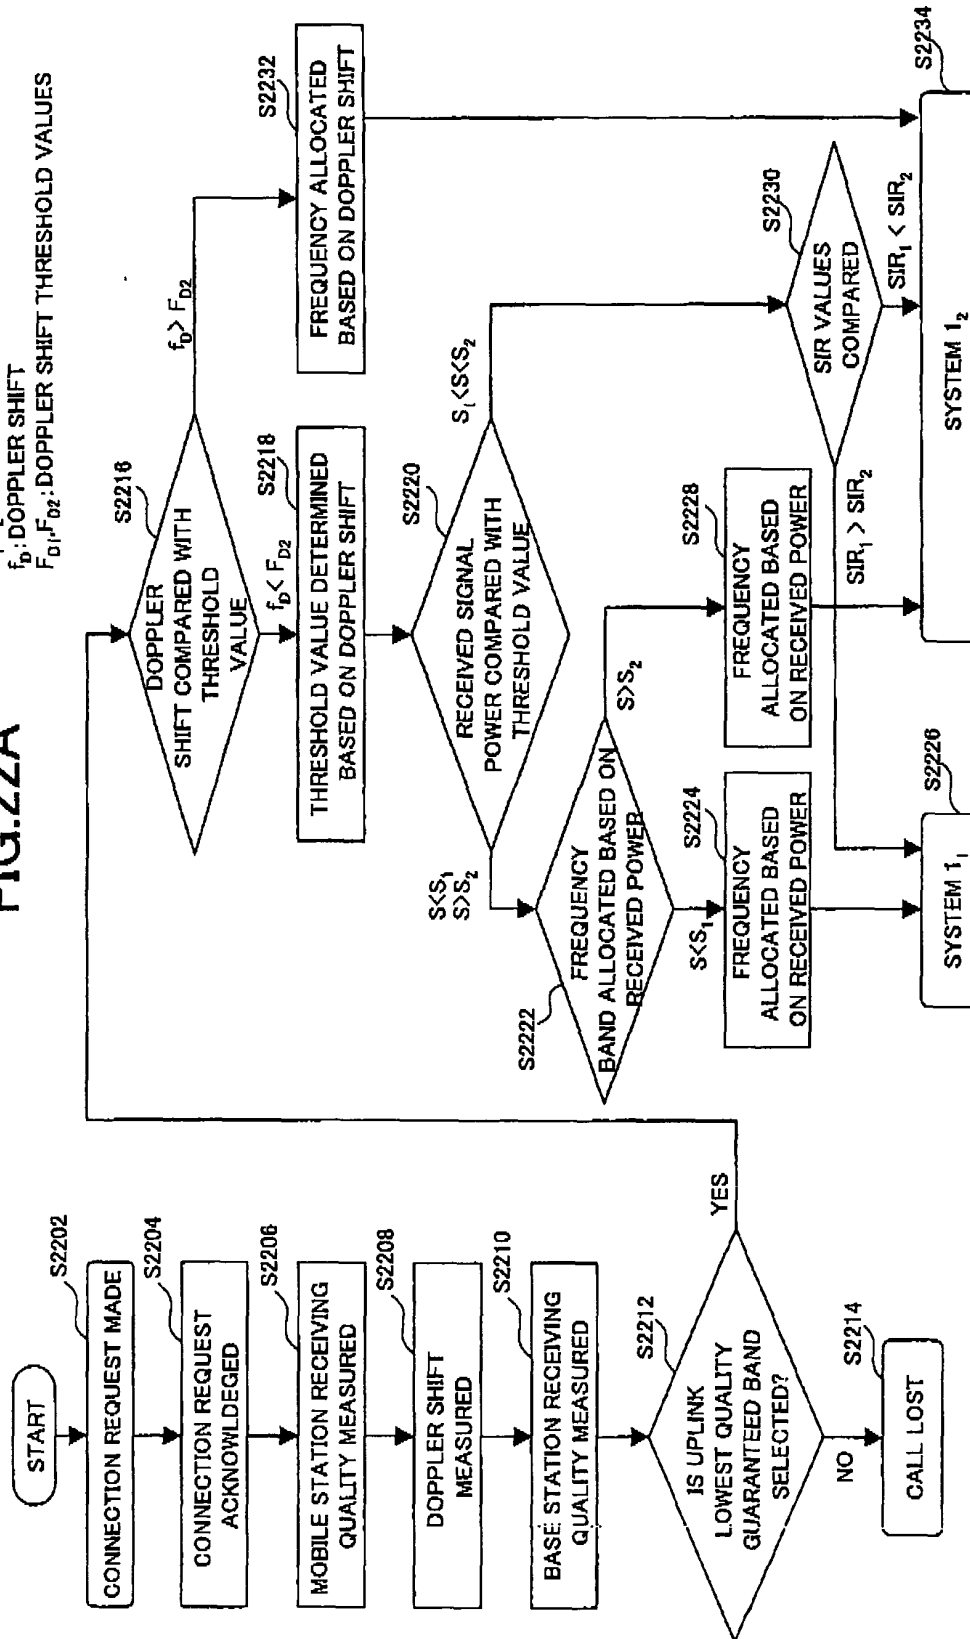 FIG.22A
f_D: DOPPLER SHIFT
F_D1, F_D2: DOPPLER SHIFT THRESHOLD VALUES
START
S2202
CONNECTION REQUEST MADE
S2204
CONNECTION REQUEST
ACKNOWLDEGED
S2206
MOBILE STATION RECEIVING
QUALITY MEASURED
S2208
DOPPLER SHIFT
MEASURED
S2210
BASE STATION RECEIVING
QUALITY MEASURED
S2212
IS UPLINK
LOWEST QUALITY
GUARANTEED BAND
SELECTED?
YES
NO
S2214
CALL LOST
S2216
DOPPLER
SHIFT COMPARED WITH
THRESHOLD
VALUE
f_D > F_D2
f_D < F_D2
S2218
THRESHOLD VALUE DETERMINED
BASED ON DOPPLER SHIFT
S2232
FREQUENCY ALLOCATED
BASED ON DOPPLER SHIFT
S2220
RECEIVED SIGNAL
POWER COMPARED WITH
THRESHOLD VALUE
S<S_1
S>S_2
S_1<S<S_2
S2222
FREQUENCY
BAND ALLOCATED BASED ON
RECEIVED POWER
S<S_1
S>S_2
S2224
FREQUENCY
ALLOCATED BASED
ON RECEIVED POWER
S2228
FREQUENCY
ALLOCATED BASED
ON RECEIVED POWER
S2230
SIR VALUES
COMPARED
SIR_1 > SIR_2
SIR_1 < SIR_2
S2226
SYSTEM 1_1
S2234
SYSTEM 1_2